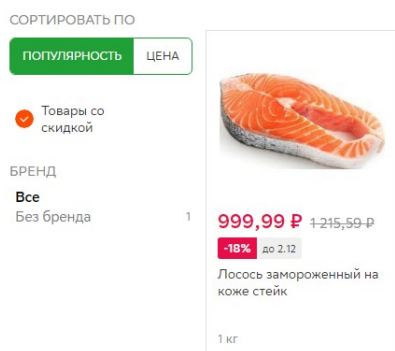 СОРТИРОВАТЬ ПО
ПОПУЛЯРНОСТЬ ЦЕНА
Товары со
скидкой
БРЕНД
Все
Без бренда 1
999,99 ₽ 1 215,59 ₽
-18% до 2.12
Лосось замороженный на
коже стейк
1 кг